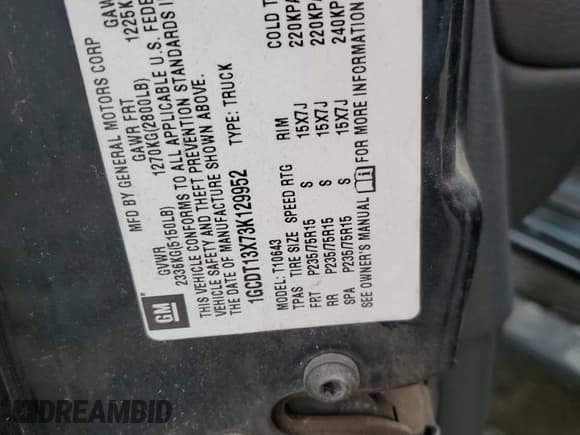 MFD BY GENERAL MOTORS CORP
GVWR GAWR FRT GAWR
2336KG(5150LB) 1270KG(2800LB) 1225K
THIS VEHICLE CONFORMS TO ALL APPLICABLE U.S. FEDE
VEHICLE SAFETY AND THEFT PREVENTION STANDARDS I
THE DATE OF MANUFACTURE SHOWN ABOVE.
1GCDT13X73K129952 TYPE: TRUCK
MODEL: T10643
TPAS TIRE SIZE SPEED RTG RIM COLD T
FRT P235/75R15 S 15X7J 220KPA
RR P235/75R15 S 15X7J 220KP
SPA P235/75R15 S 15X7J 240KP
SEE OWNER'S MANUAL FOR MORE INFORMATION
GM
DREAMBID